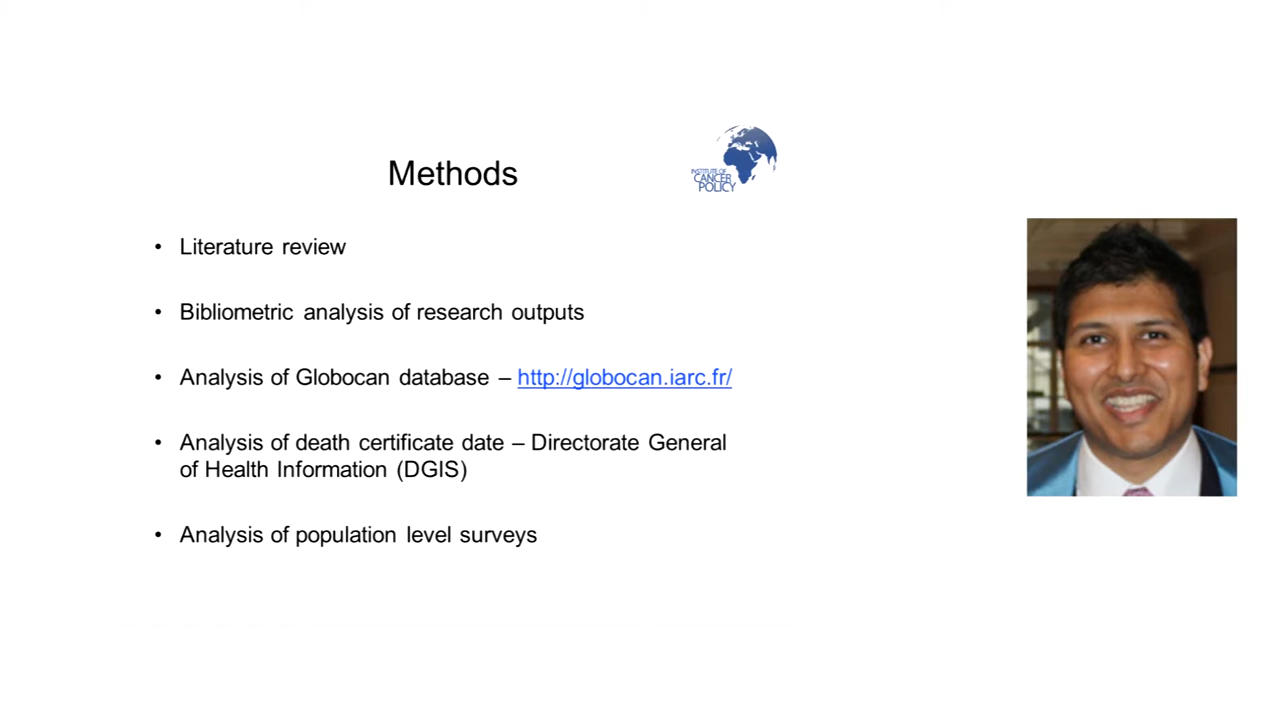 Methods
INSTITUTE OF
CANCER
POLICY
• Literature review
• Bibliometric analysis of research outputs
• Analysis of Globocan database – http://globocan.iarc.fr/
• Analysis of death certificate date – Directorate General
of Health Information (DGIS)
• Analysis of population level surveys